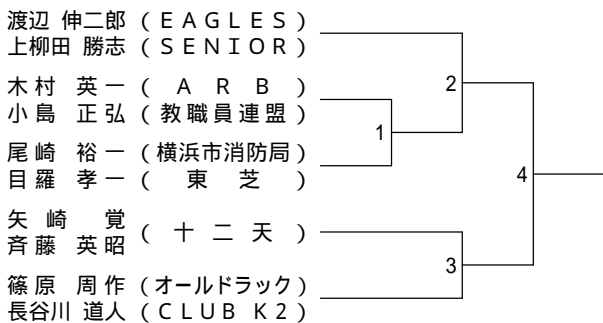 渡辺 伸二郎 (ＥＡＧＬＥＳ)
上柳田 勝志 (ＳＥＮＩＯＲ)
木村 英一 (Ａ Ｒ Ｂ)
小島 正弘 (教職員連盟)
尾崎 裕一 (横浜市消防局)
目羅 孝一 (東 芝)
矢崎 覚
斉藤 英昭
(十二天)
篠原 周作 (オールドラック)
長谷川 道人 (ＣＬＵＢ Ｋ２)
1
2
3
4